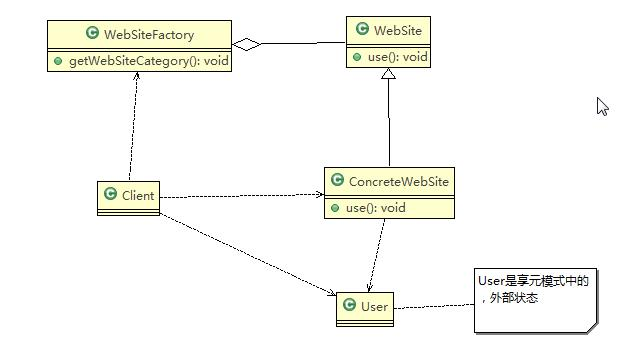 WebSiteFactory
getWebSiteCategory(): void
WebSite
use(): void
Client
ConcreteWebSite
use(): void
User
User是享元模式中的
，外部状态